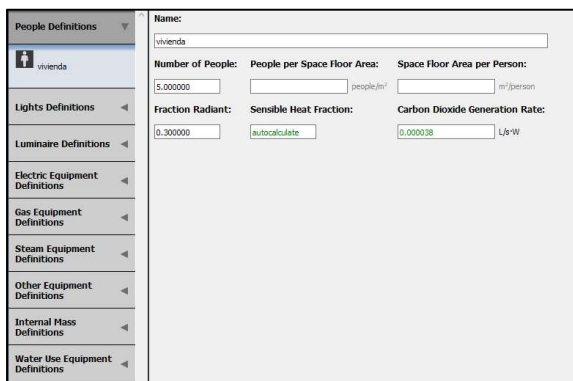 People Definitions
vivienda
Lights Definitions
Luminaire Definitions
Electric Equipment
Definitions
Gas Equipment
Definitions
Steam Equipment
Definitions
Other Equipment
Definitions
Internal Mass
Definitions
Water Use Equipment
Definitions
Name:
vivienda
Number of People: People per Space Floor Area: Space Floor Area per Person:
5.000000 people/m² m²/person
Fraction Radiant: Sensible Heat Fraction: Carbon Dioxide Generation Rate:
0.300000 autocalculate 0.000038 L/s·W